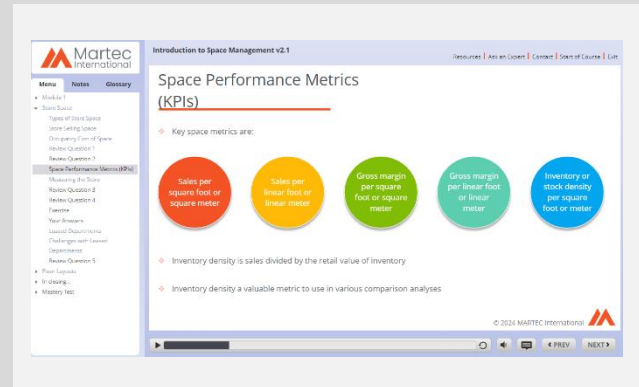 Martec
International
Introduction to Space Management v2.1
Resources | Ask an Expert | Contact | Start of Course | Exit
Menu Notes Glossary
Module 1
Store Space
Types of Store Space
Store Selling Space
Occupancy Cost of Space
Review Question 1
Review Question 2
Space Performance Metrics (KPIs)
Measuring the Store
Review Question 3
Review Question 4
Exercise
Your Answers
Leased Departments
Challenges with Leased
Departments
Review Question 5
Floor Layouts
In closing...
Mastery Test
Space Performance Metrics
(KPIs)
Key space metrics are:
Sales per
square foot or
square meter
Sales per
linear foot or
linear meter
Gross margin
per square
foot or square
meter
Gross margin
per linear foot
or linear
meter
Inventory or
stock density
per square
foot or meter
Inventory density is sales divided by the retail value of inventory
Inventory density a valuable metric to use in various comparison analyses
© 2024 MARTEC International
PREV
NEXT